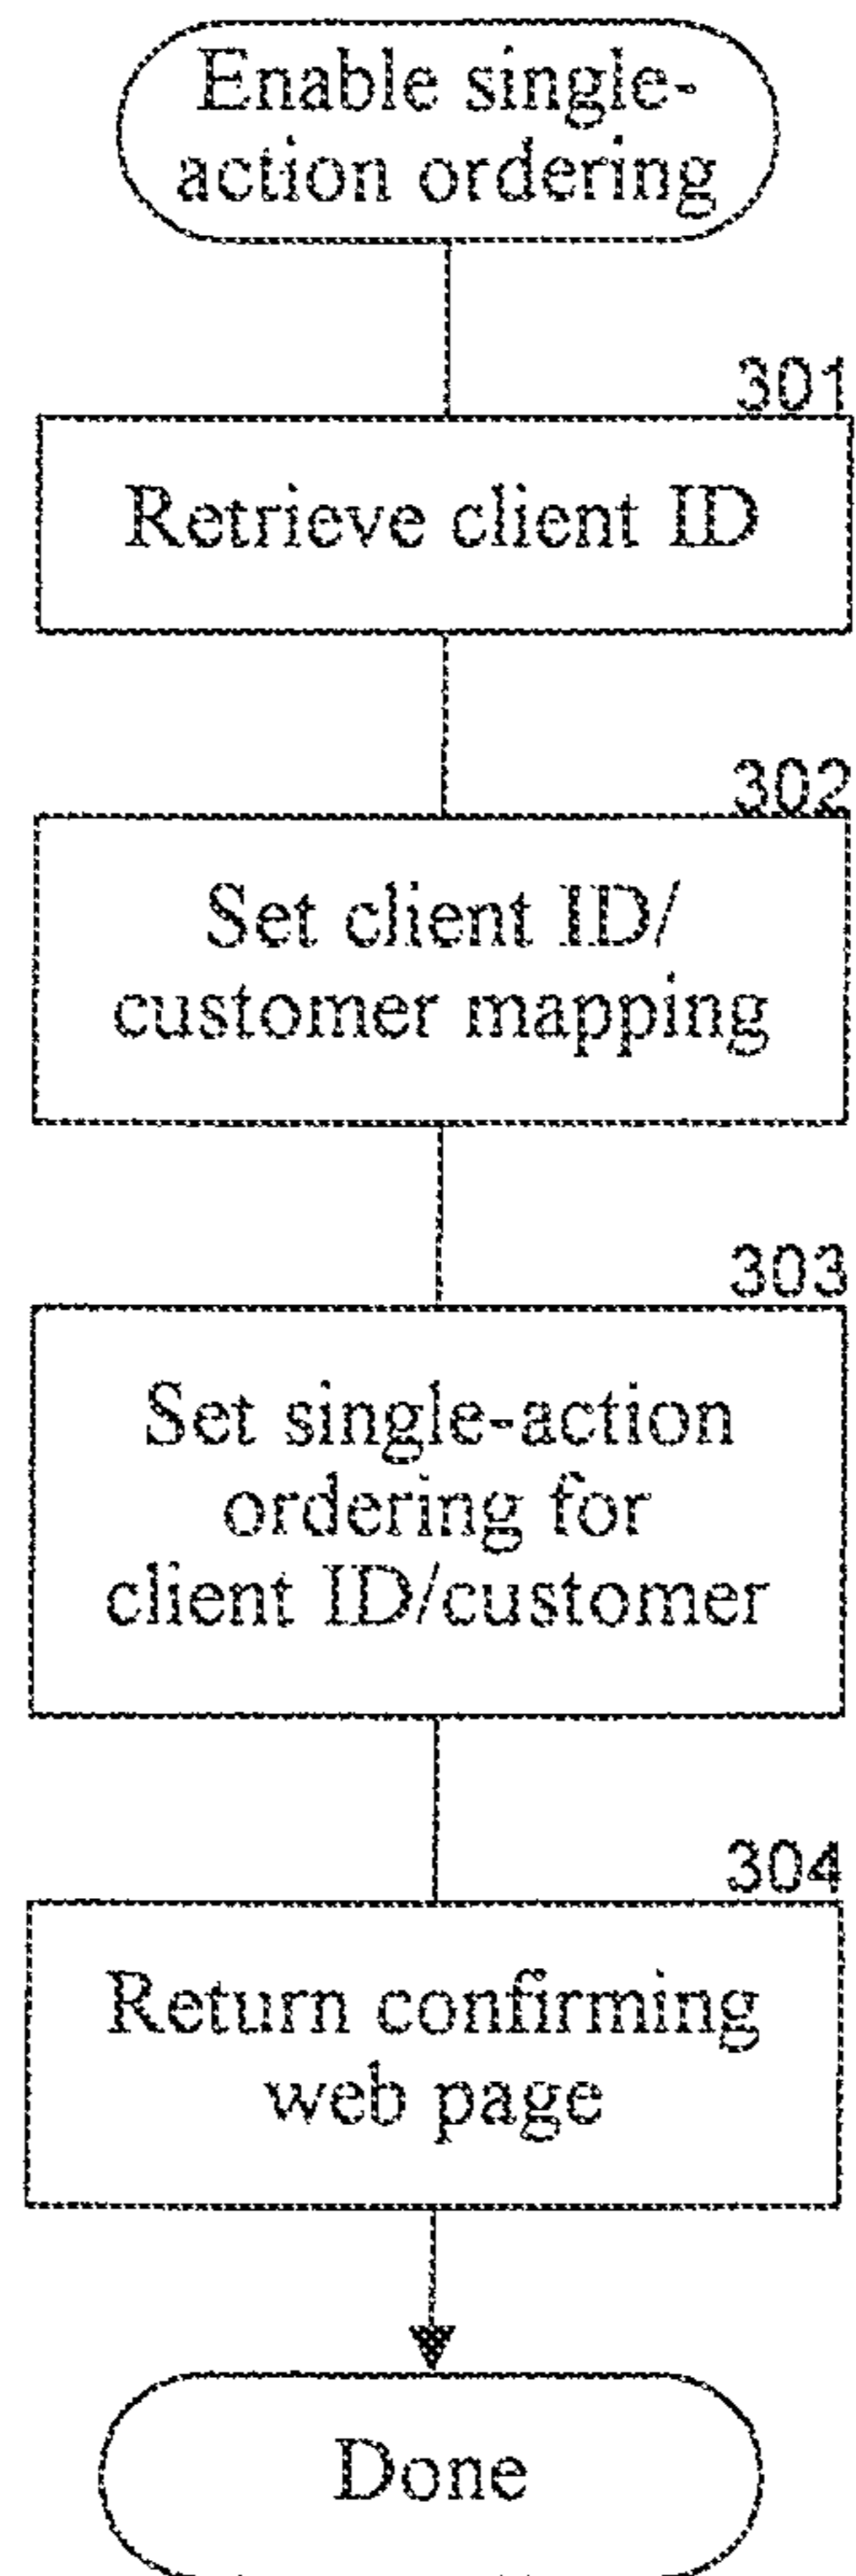 Enable single-
action ordering
301
Retrieve client ID
302
Set client ID/
customer mapping
303
Set single-action
ordering for
client ID/customer
304
Return confirming
web page
Done